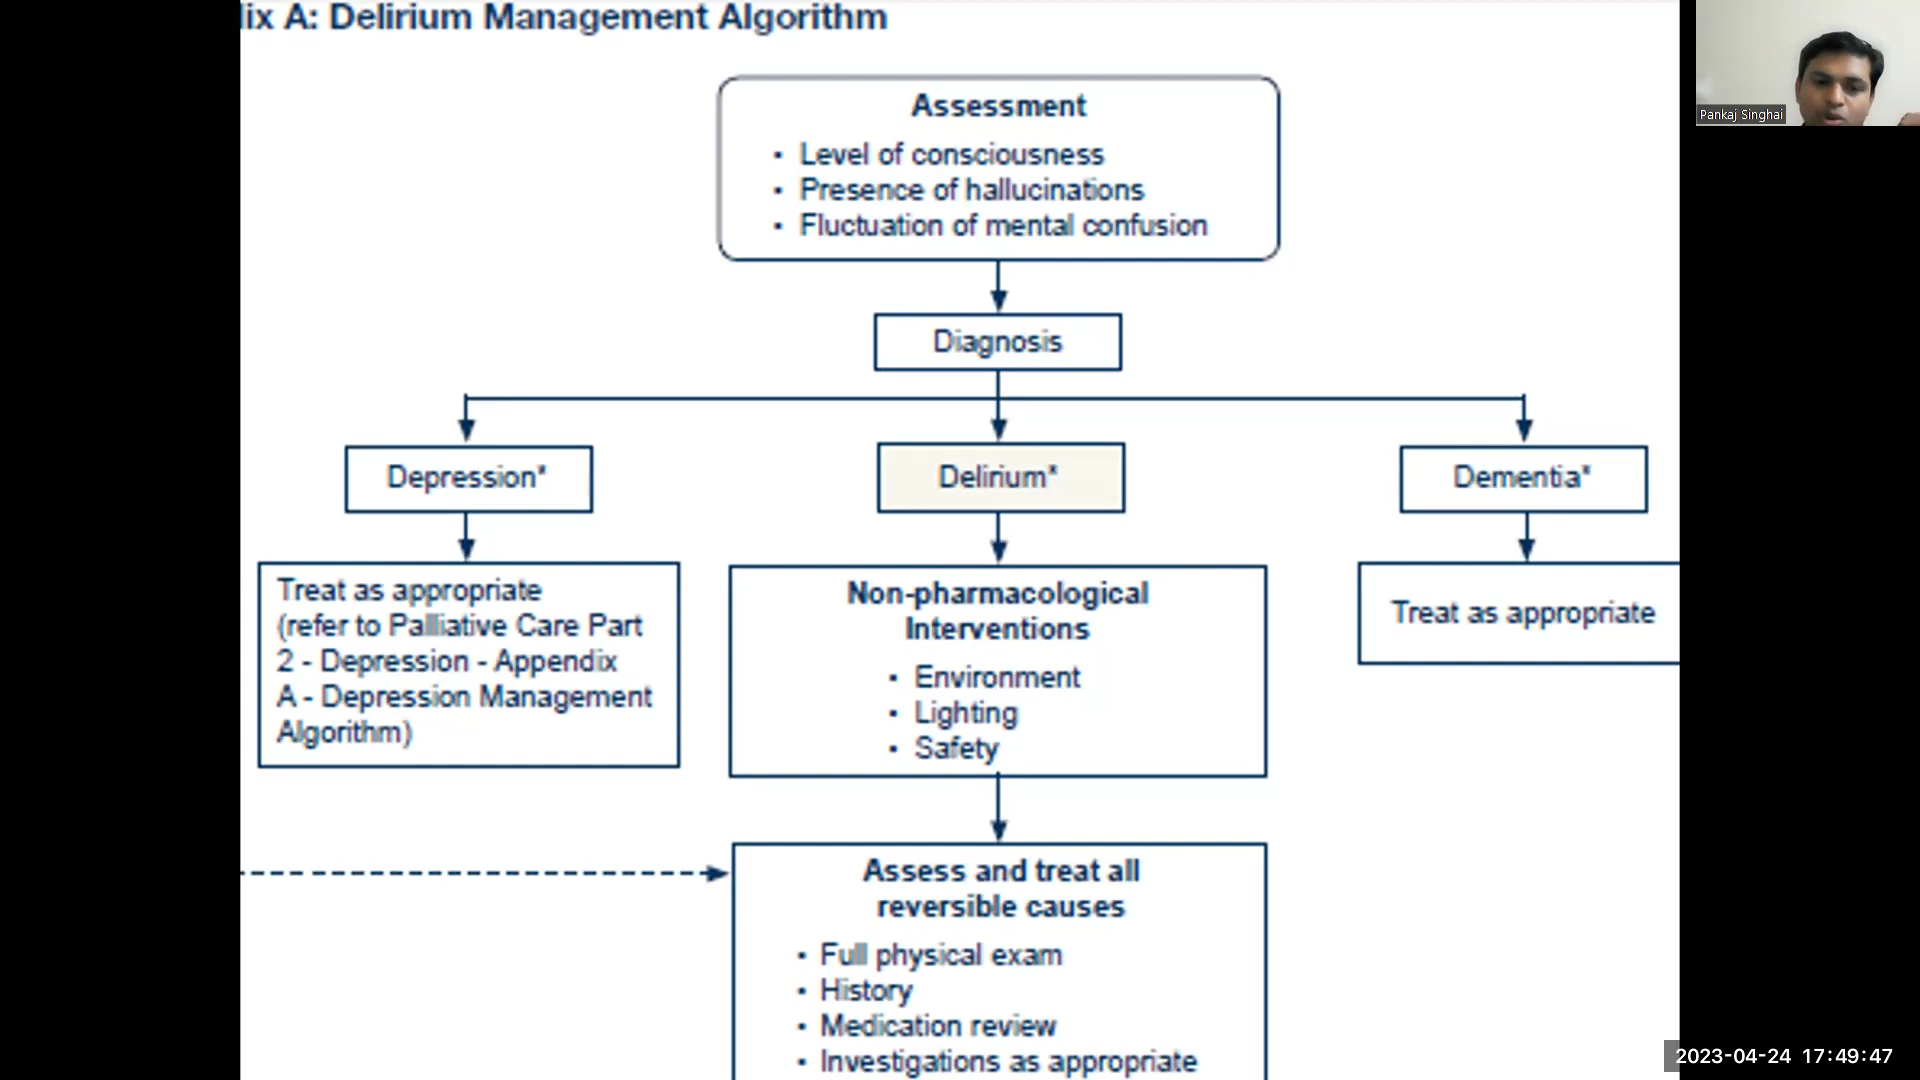 ix A: Delirium Management Algorithm
Pankaj Singhai
Assessment
• Level of consciousness
• Presence of hallucinations
• Fluctuation of mental confusion
Diagnosis
Depression*
Delirium*
Dementia*
Treat as appropriate
(refer to Palliative Care Part
2 - Depression - Appendix
A - Depression Management
Algorithm)
Non-pharmacological
Interventions
• Environment
• Lighting
• Safety
Treat as appropriate
Assess and treat all
reversible causes
• Full physical exam
• History
• Medication review
• Investigations as appropriate
2023-04-24 17:49:47